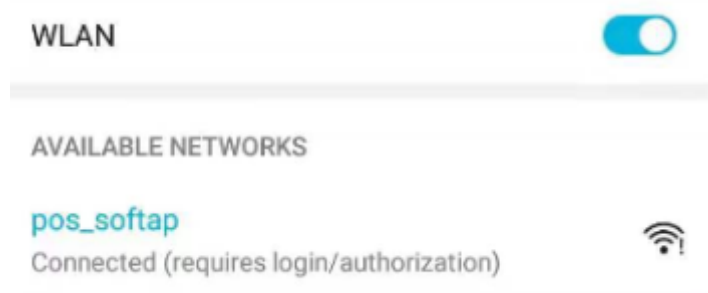 WLAN
AVAILABLE NETWORKS
pos_softap
Connected (requires login/authorization)